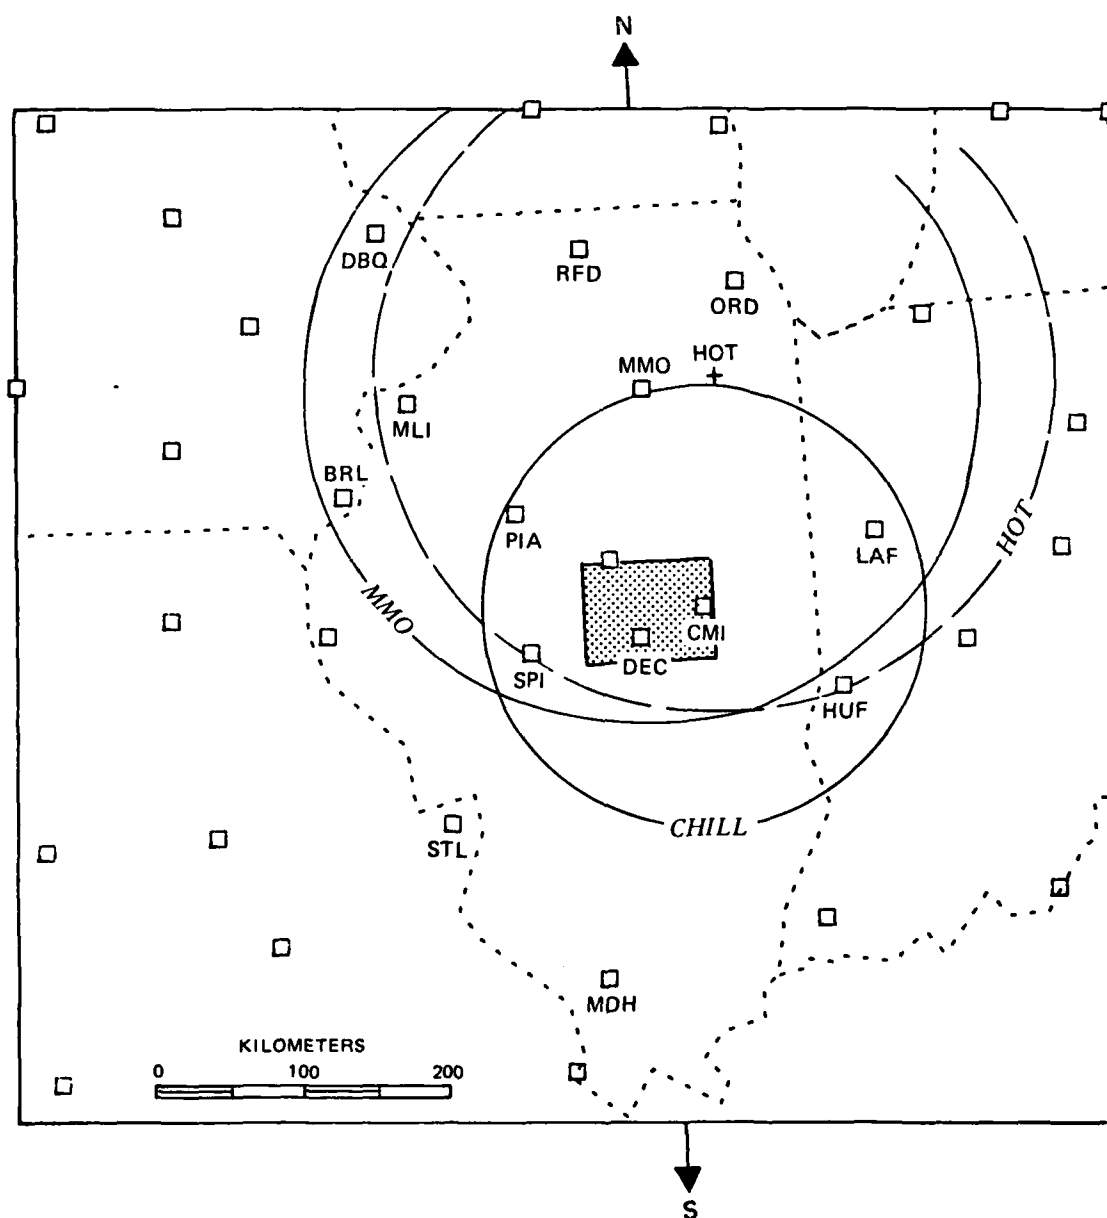 N
DBQ
RFD
ORD
MMO
HOT
MLI
BRL
PIA
LAF
HOT
MMO
CMI
DEC
SPI
HUF
CHILL
STL
MDH
KILOMETERS
0 100 200
S